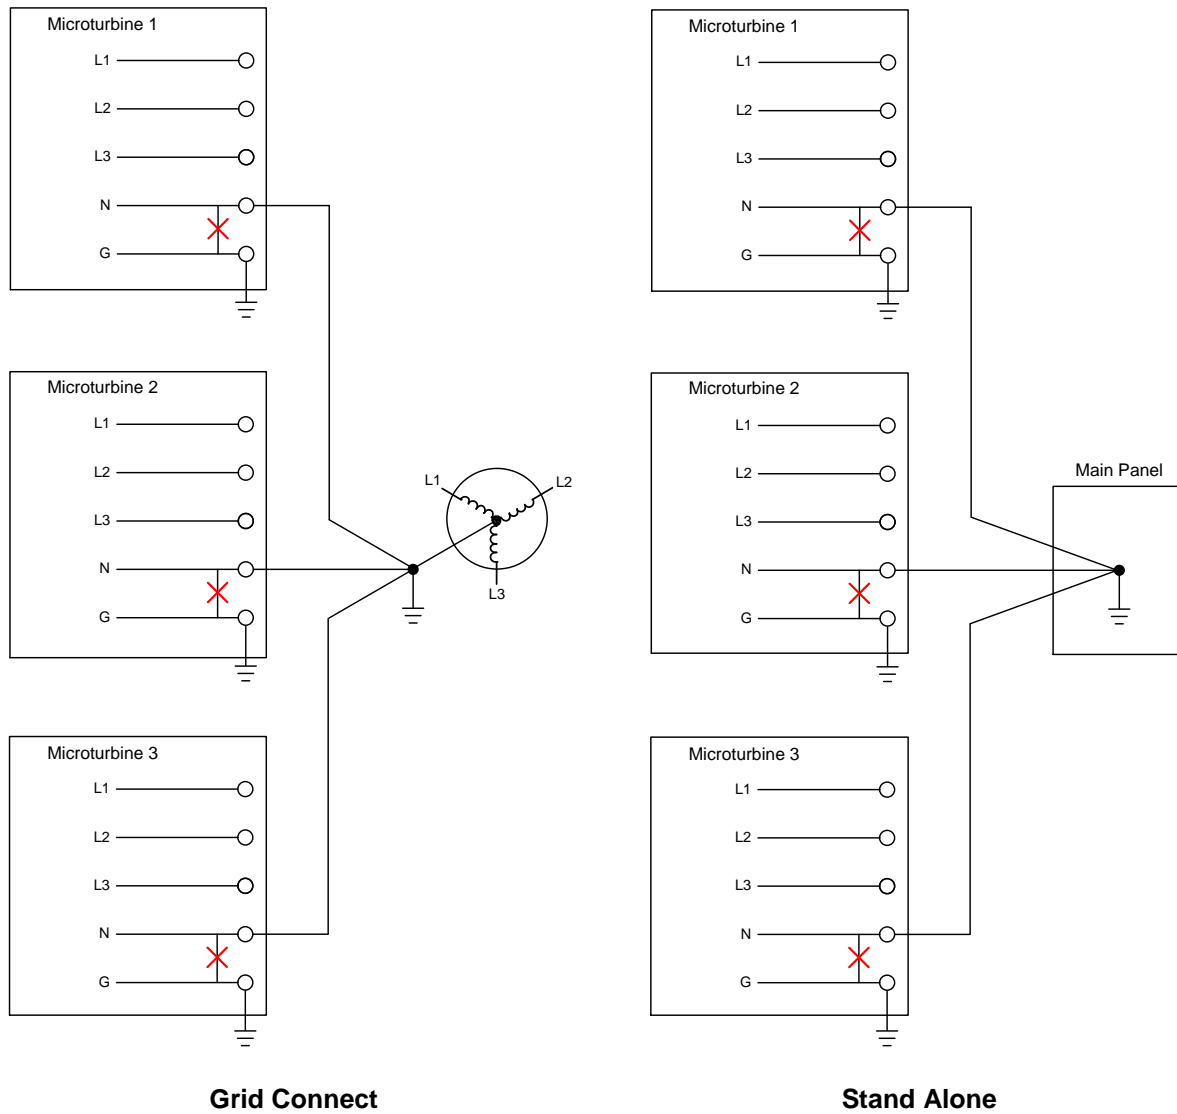 Microturbine 1
L1
L2
L3
N
G
Microturbine 2
L1
L2
L3
N
G
Microturbine 3
L1
L2
L3
N
G
L1
L2
L3
Grid Connect
Microturbine 1
L1
L2
L3
N
G
Microturbine 2
L1
L2
L3
N
G
Microturbine 3
L1
L2
L3
N
G
Main Panel
Stand Alone